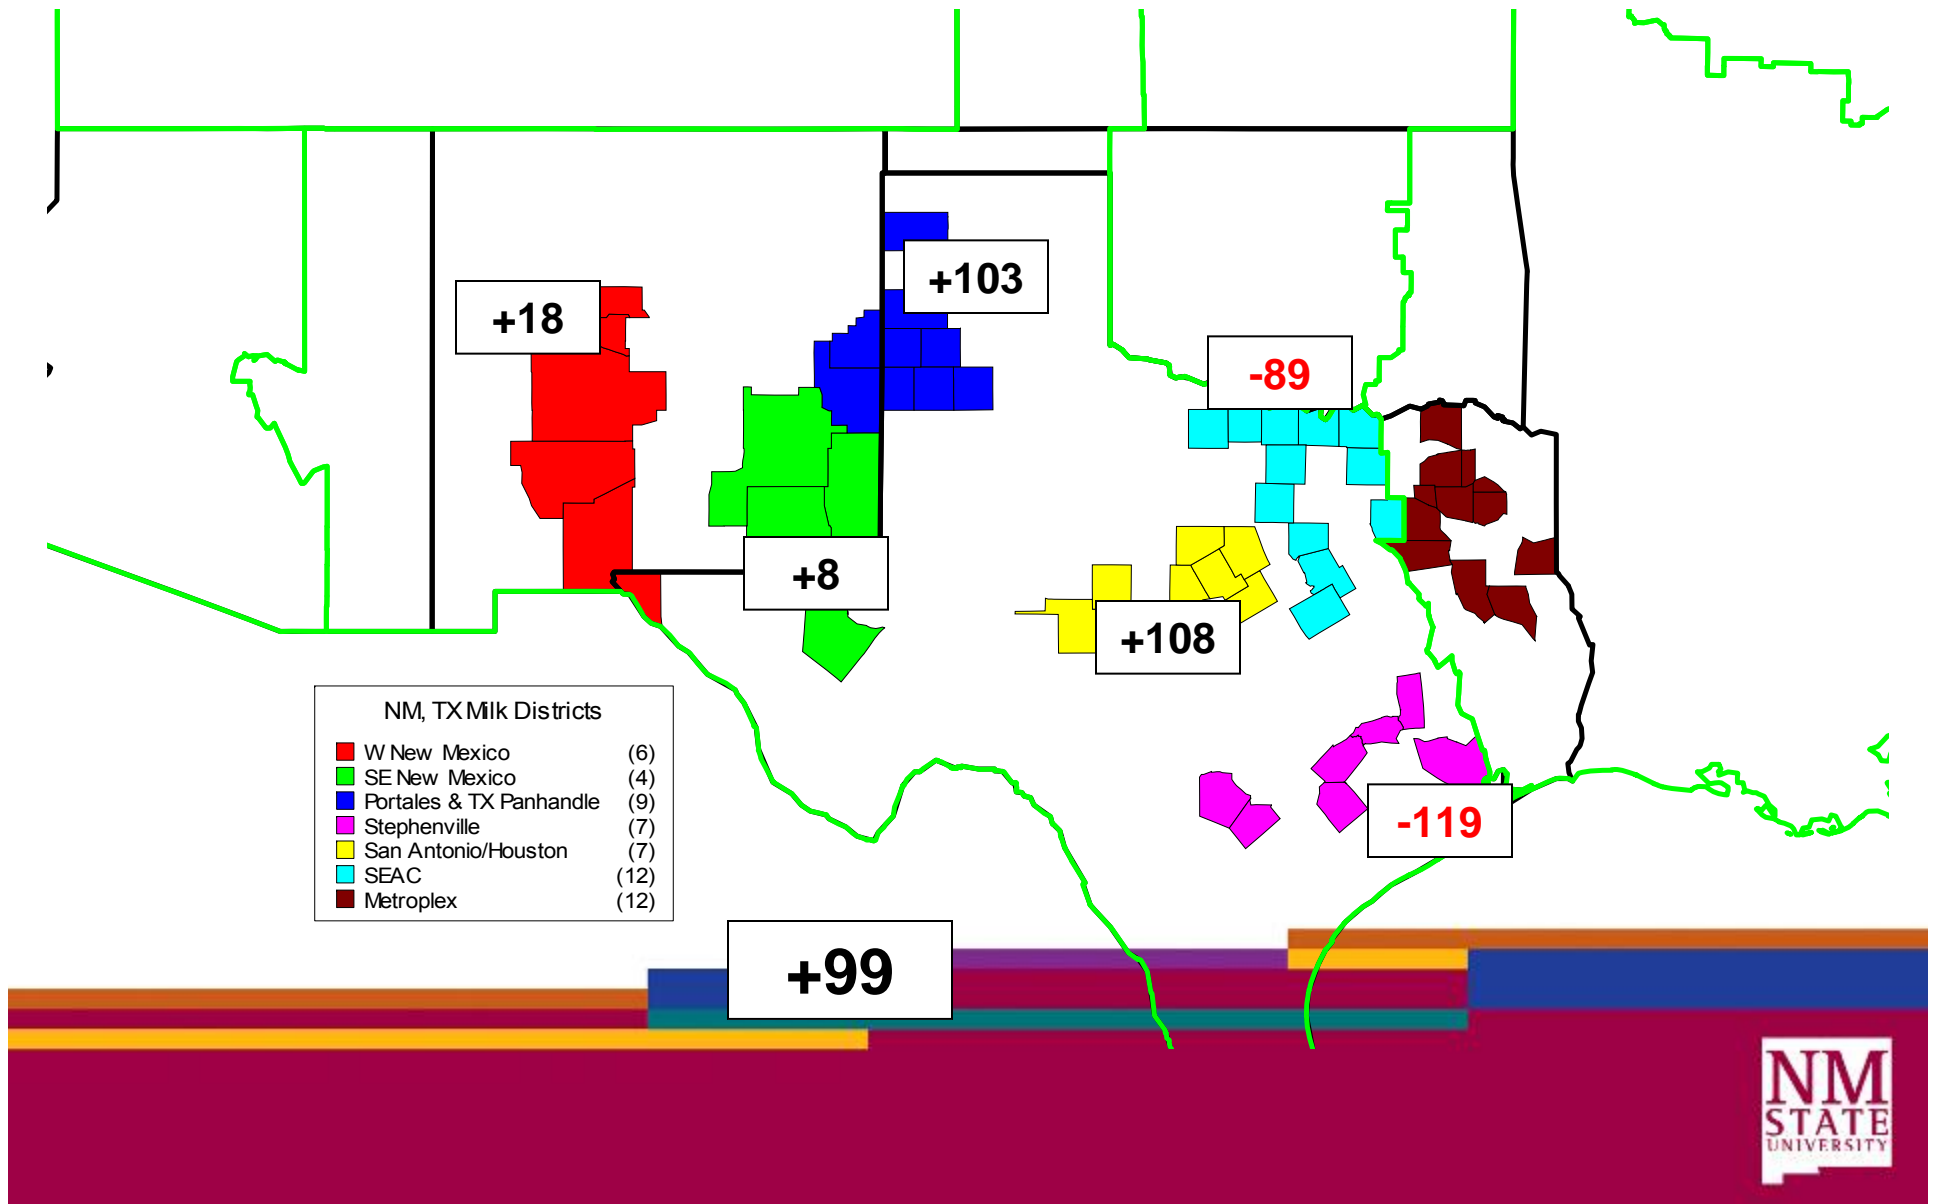 +103
+18
-89
+8
+108
NM, TX Milk Districts
W New Mexico (6)
SE New Mexico (4)
Portales & TX Panhandle (9)
Stephenville (7)
San Antonio/Houston (7)
SEAC (12)
Metroplex (12)
-119
+99
NM
STATE
UNIVERSITY